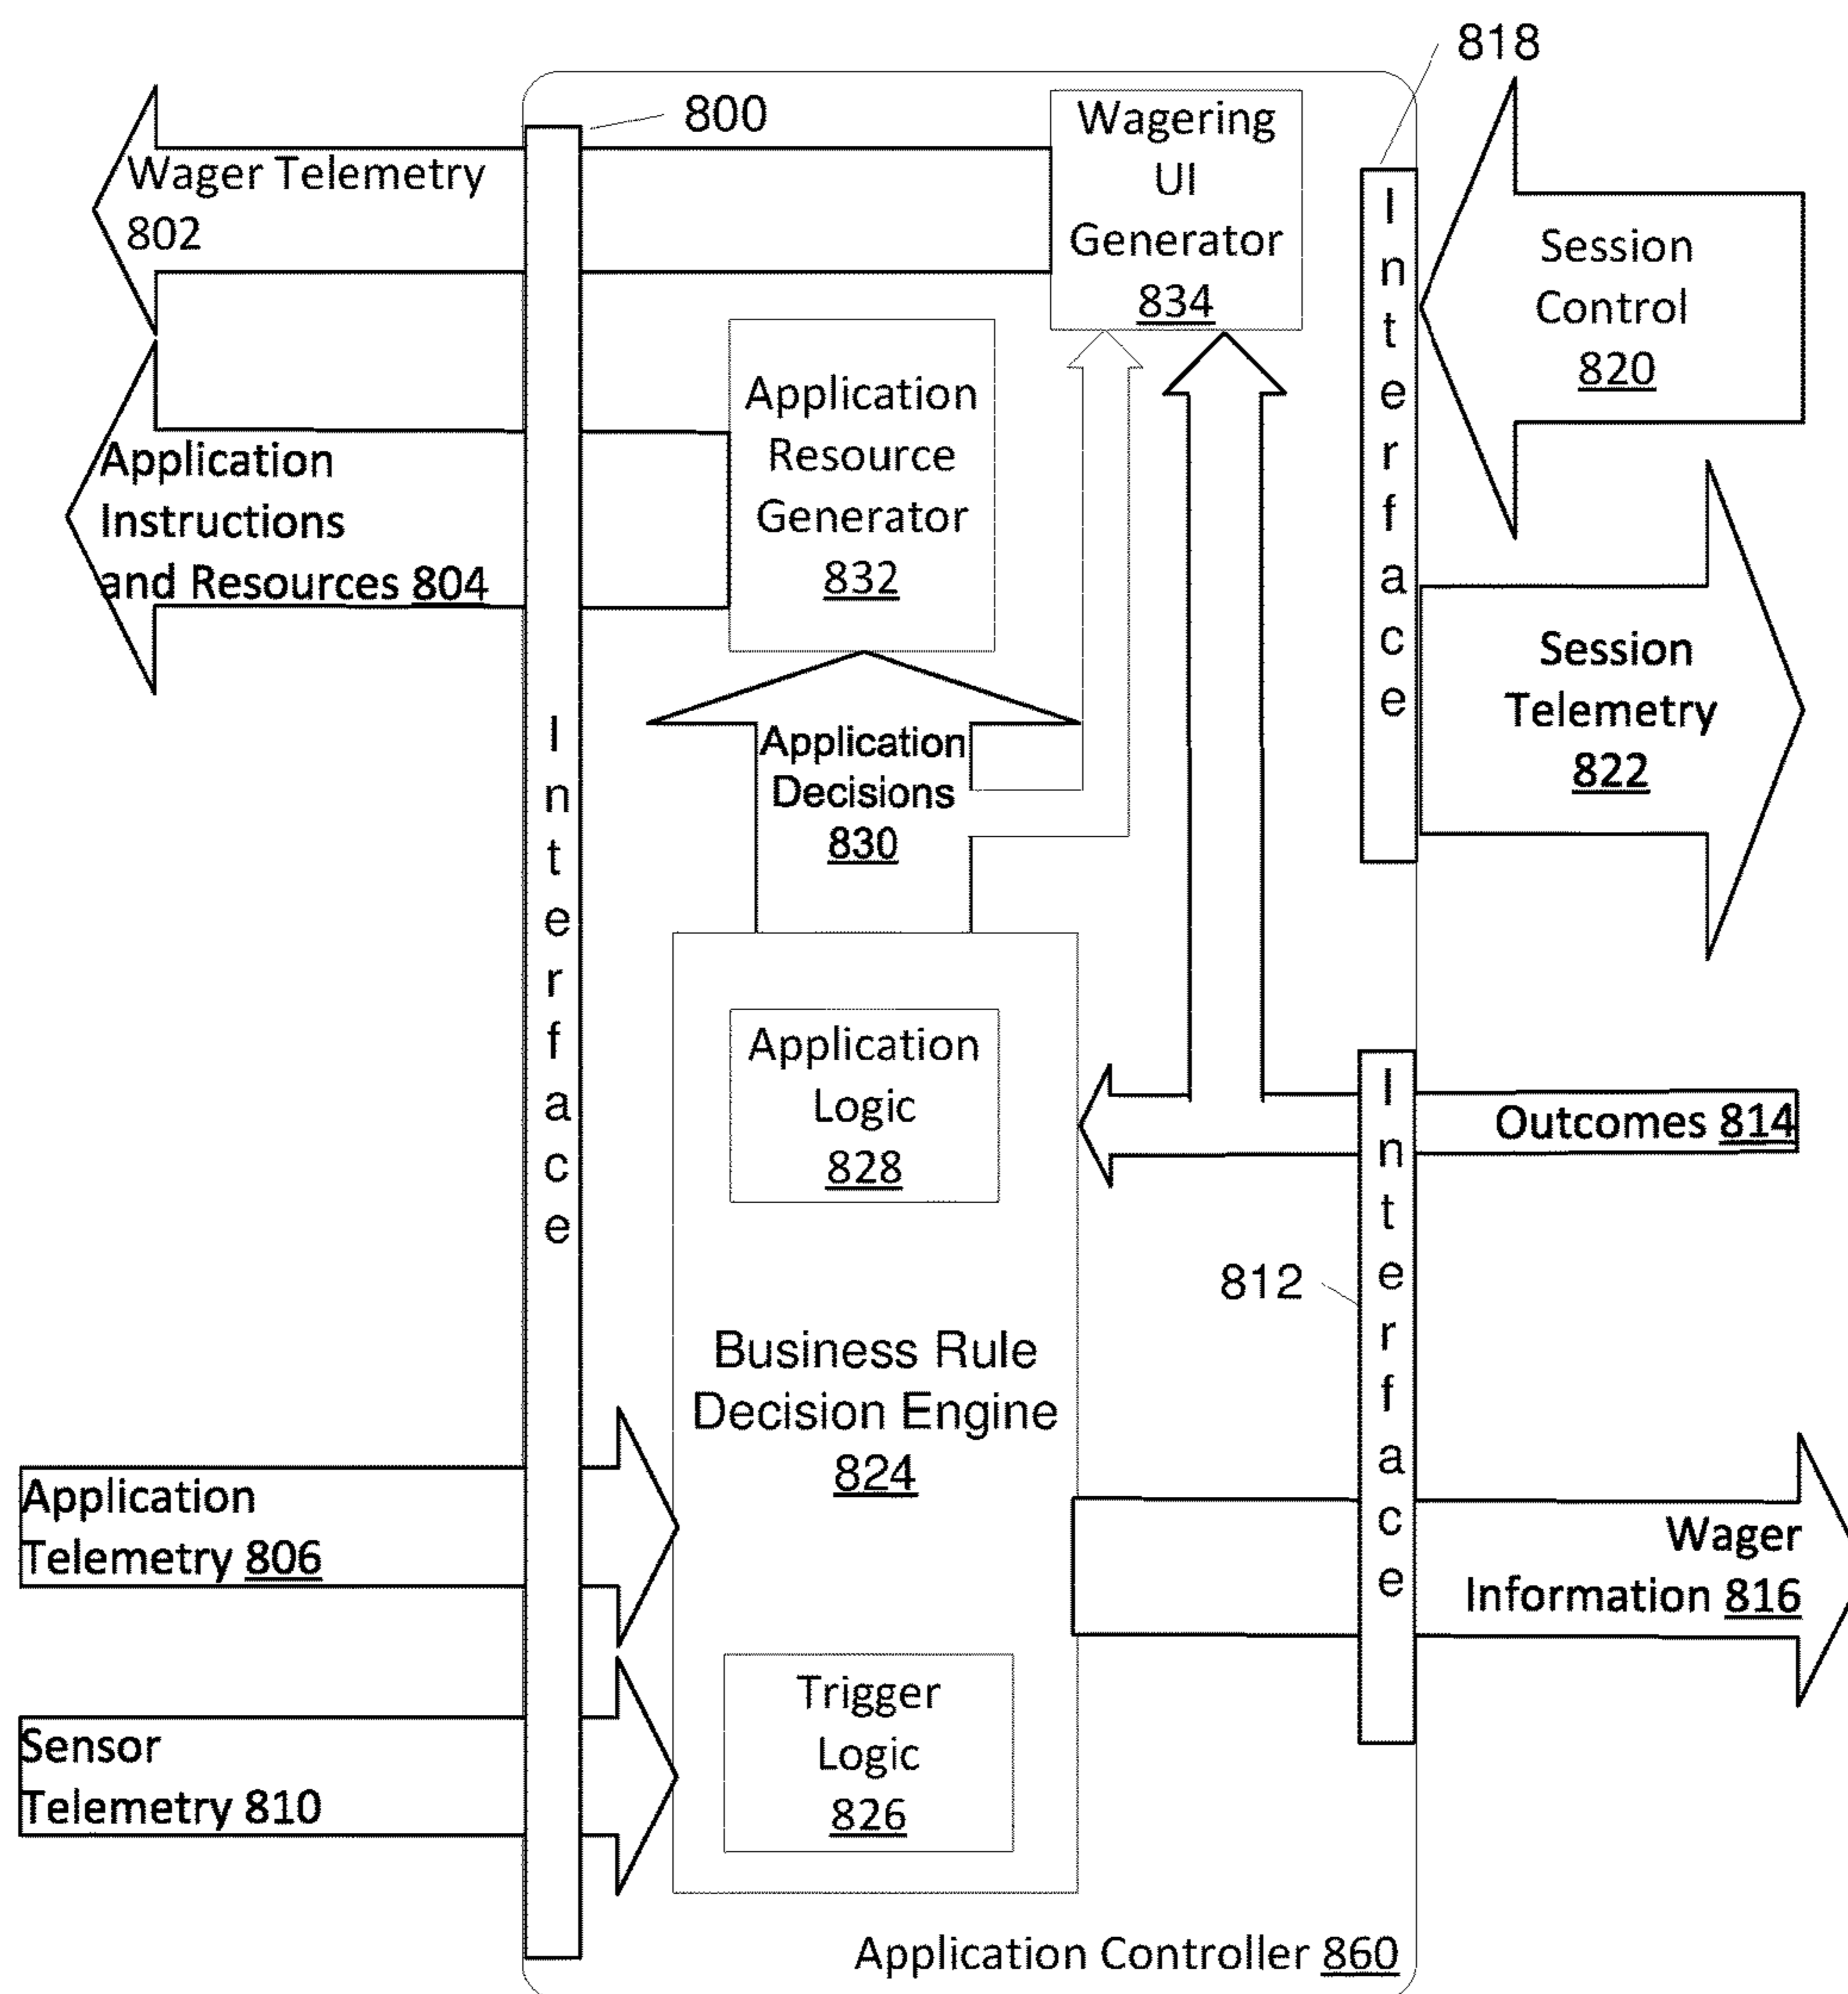 818
800
Wagering
UI
Generator
834
Wager Telemetry
802
Interface
Session
Control
820
Application
Resource
Generator
832
Application
Instructions
and Resources 804
Session
Telemetry
822
Interface
Application
Decisions
830
Application
Logic
828
Interface
Outcomes 814
812
Business Rule
Decision Engine
824
Application
Telemetry 806
Wager
Information 816
Trigger
Logic
826
Sensor
Telemetry 810
Application Controller 860